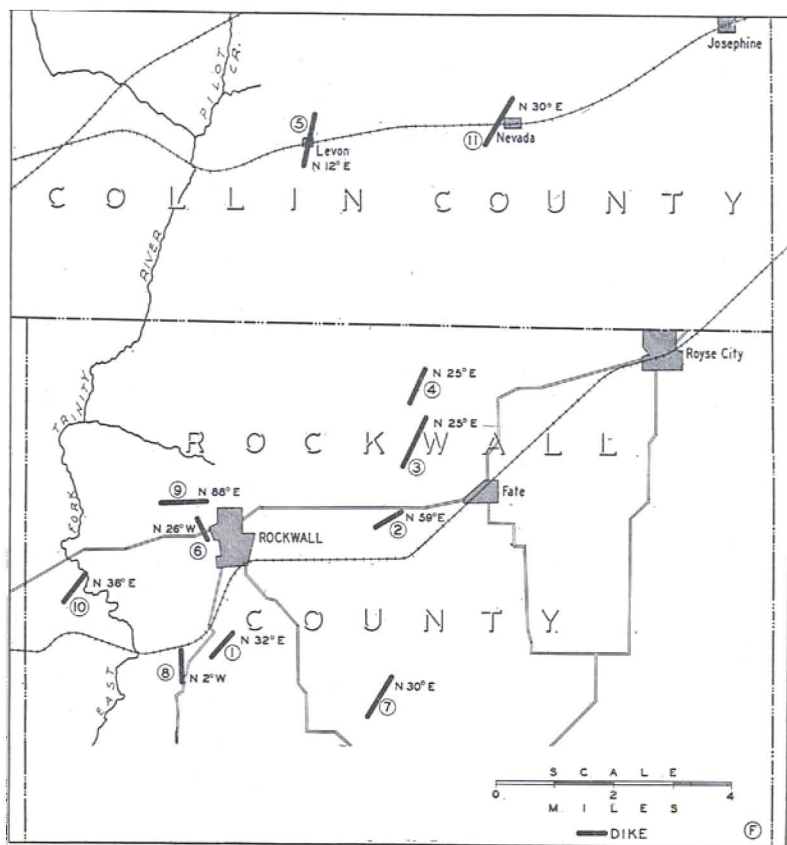 Josephine
PILOT CR.
N 30° E
⑤
⑪
Nevada
Levon
N 12° E
COLLIN COUNTY
RIVER
Royse City
N 25° E
④
TRINITY
N 25° E
ROCKWALL
③
⑨
N 88° E
Fate
FORK
N 26° W
N 59° E
②
⑥
ROCKWALL
N 38° E
⑩
COUNTY
N 32° E
①
⑧
N 2° W
EAST
N 30° E
⑦
SCALE
0 2 4
MILES
DIKE
Ⓕ